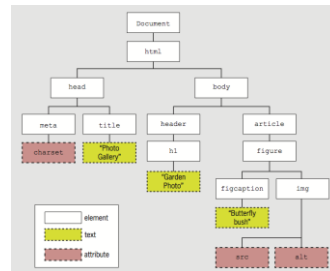 Document
html
head
body
meta
title
header
article
charset
"Photo
Gallery"
h1
figure
"Garden
Photo"
figcaption
img
"Butterfly
bush"
element
text
attribute
src
alt